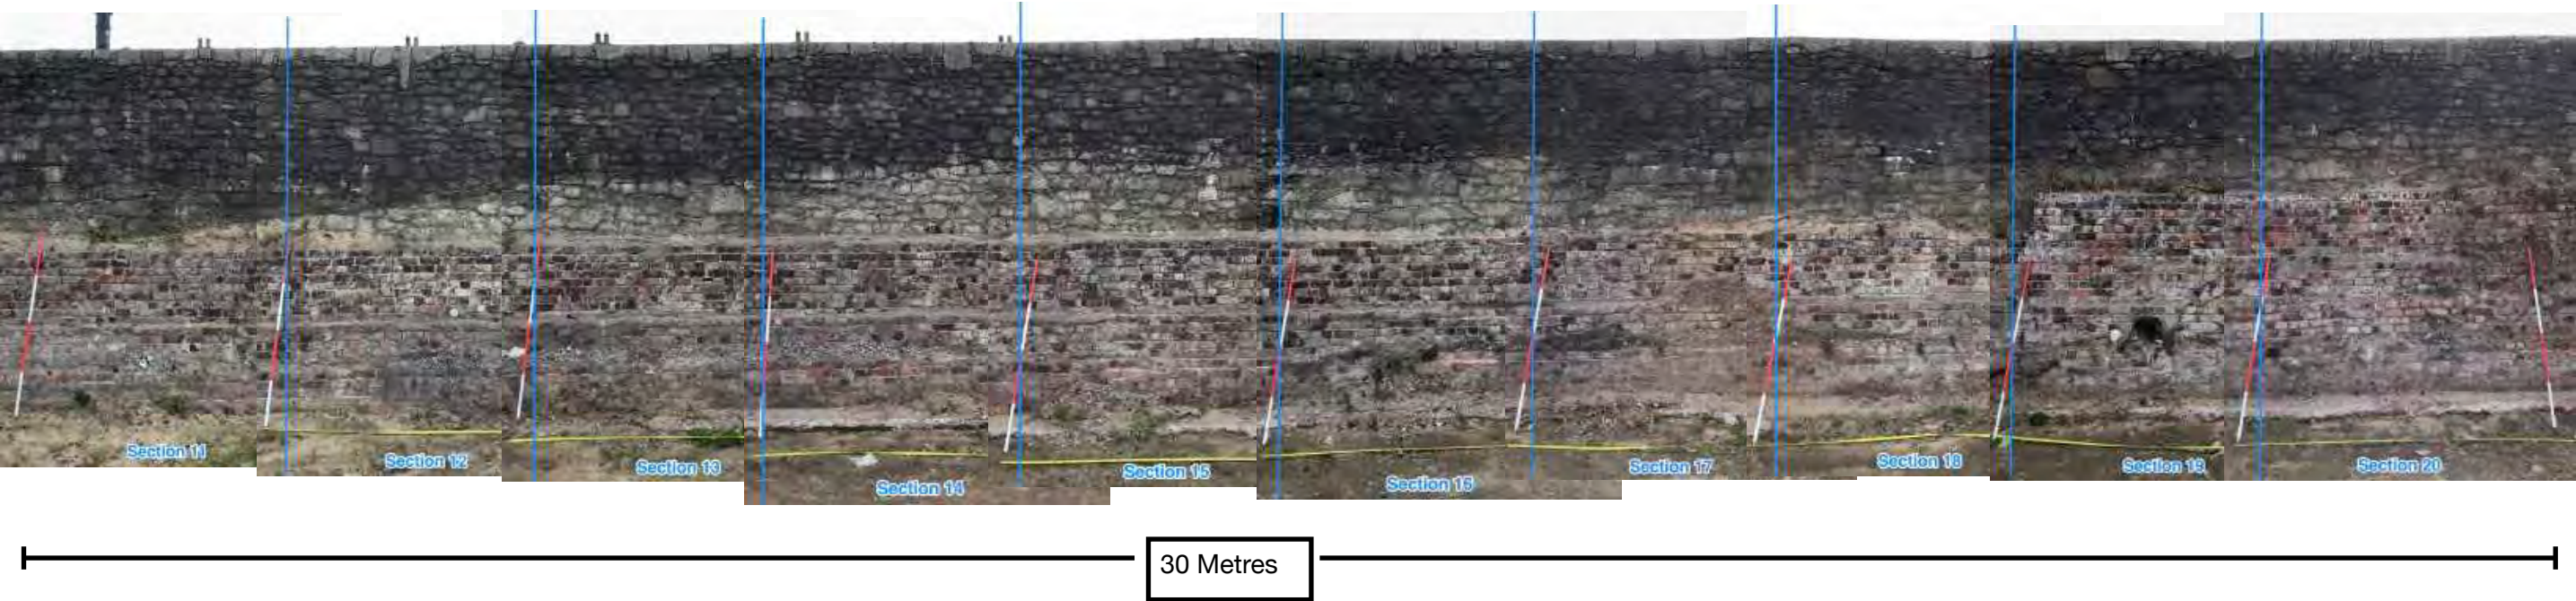 Section 11
Section 12
Section 13
Section 14
Section 15
Section 16
Section 17
Section 18
Section 19
Section 20
30 Metres